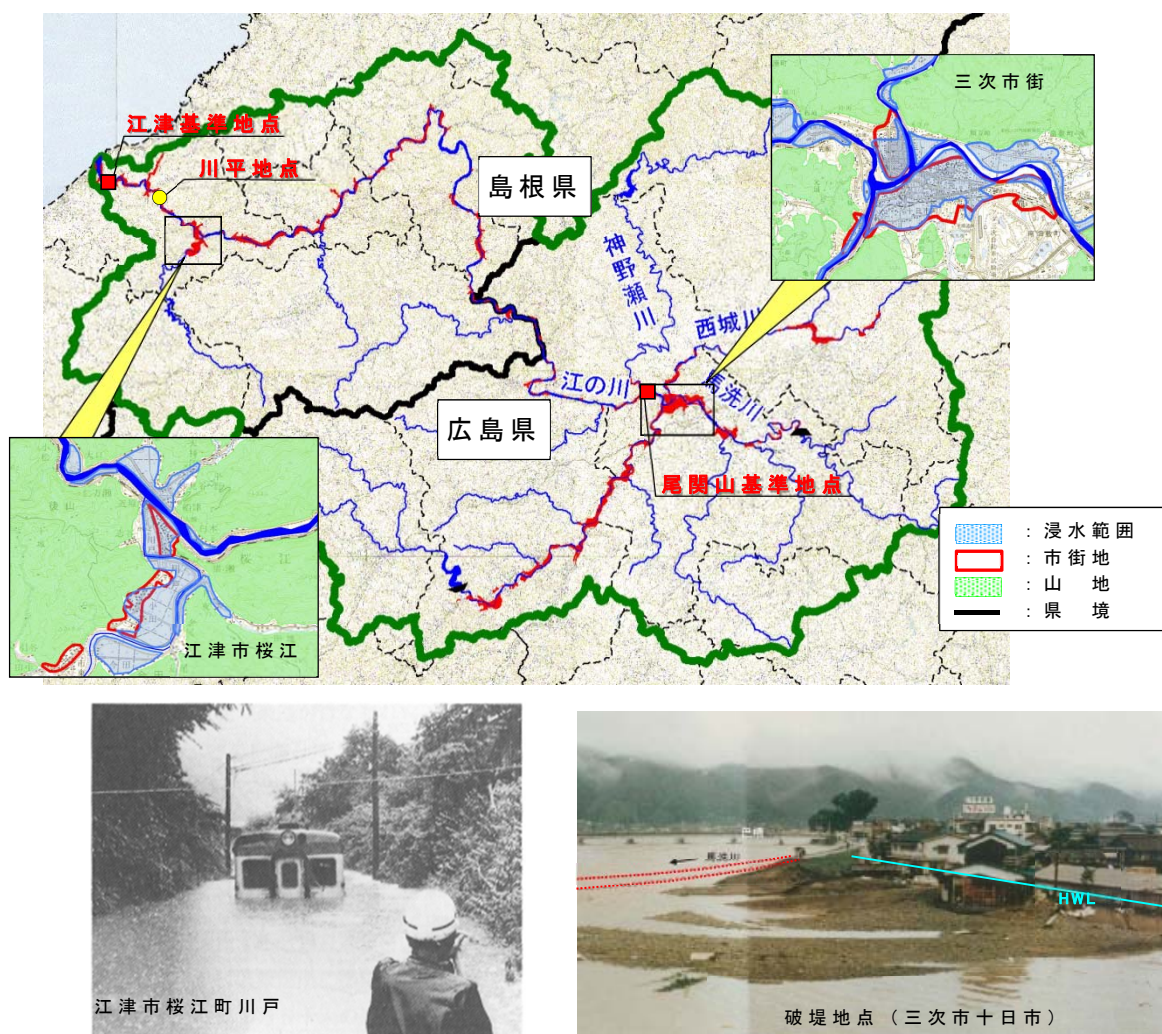 三次市街
江津基準地点
川平地点
島根県
神野瀬川
西城川
江の川
馬洗川
広島県
尾関山基準地点
：浸水範囲
：市街地
：山 地
：県 境
桜江
江津市桜江
馬洗川
HWL
江津市桜江町川戸
破堤地点（三次市十日市）